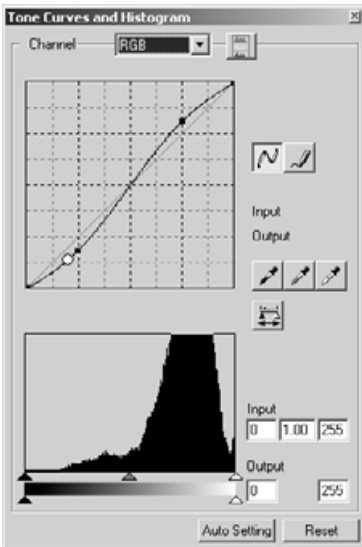 Tone Curves and Histogram
Channel RGB
Input
Output
Input
0 1.00 255
Output
0 255
Auto Setting Reset